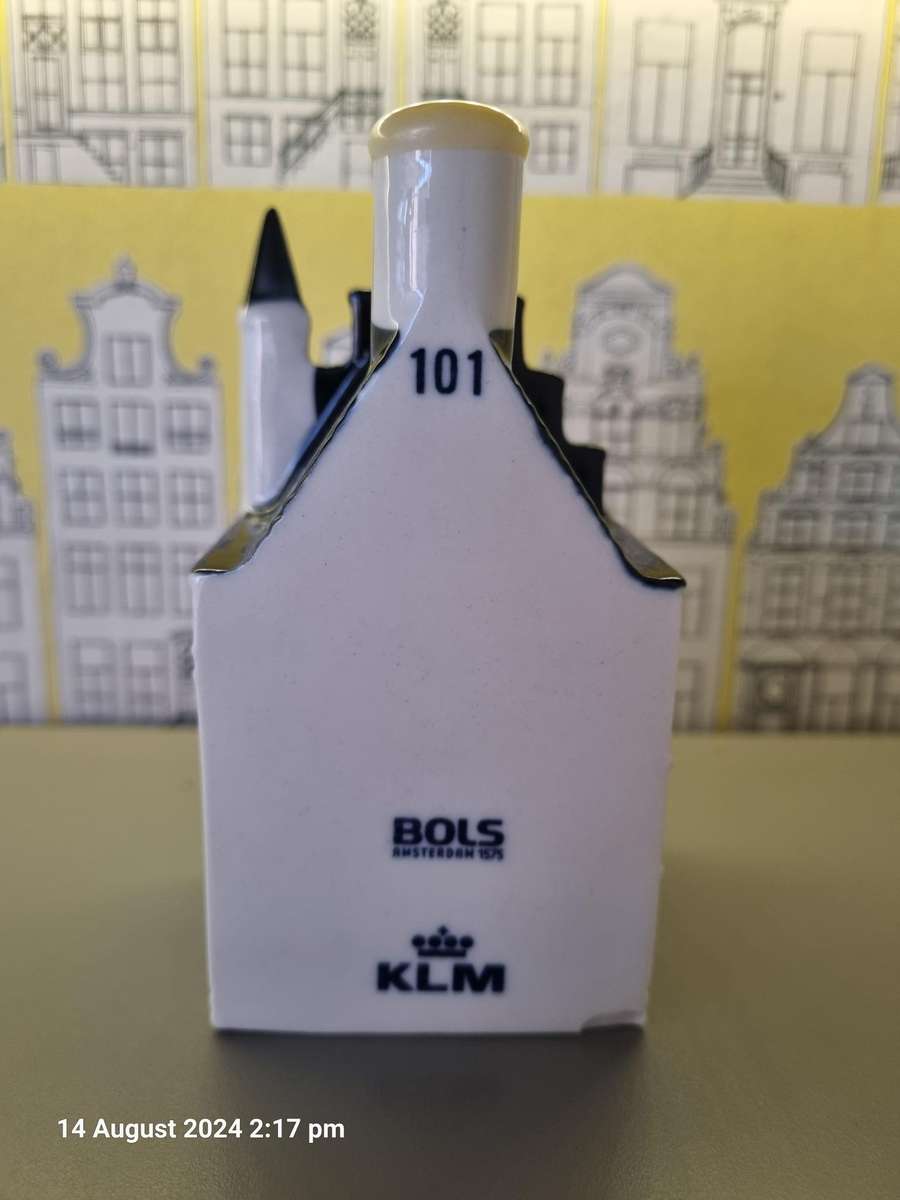 101
BOLS
AMSTERDAM 1575
KLM
14 August 2024 2:17 pm